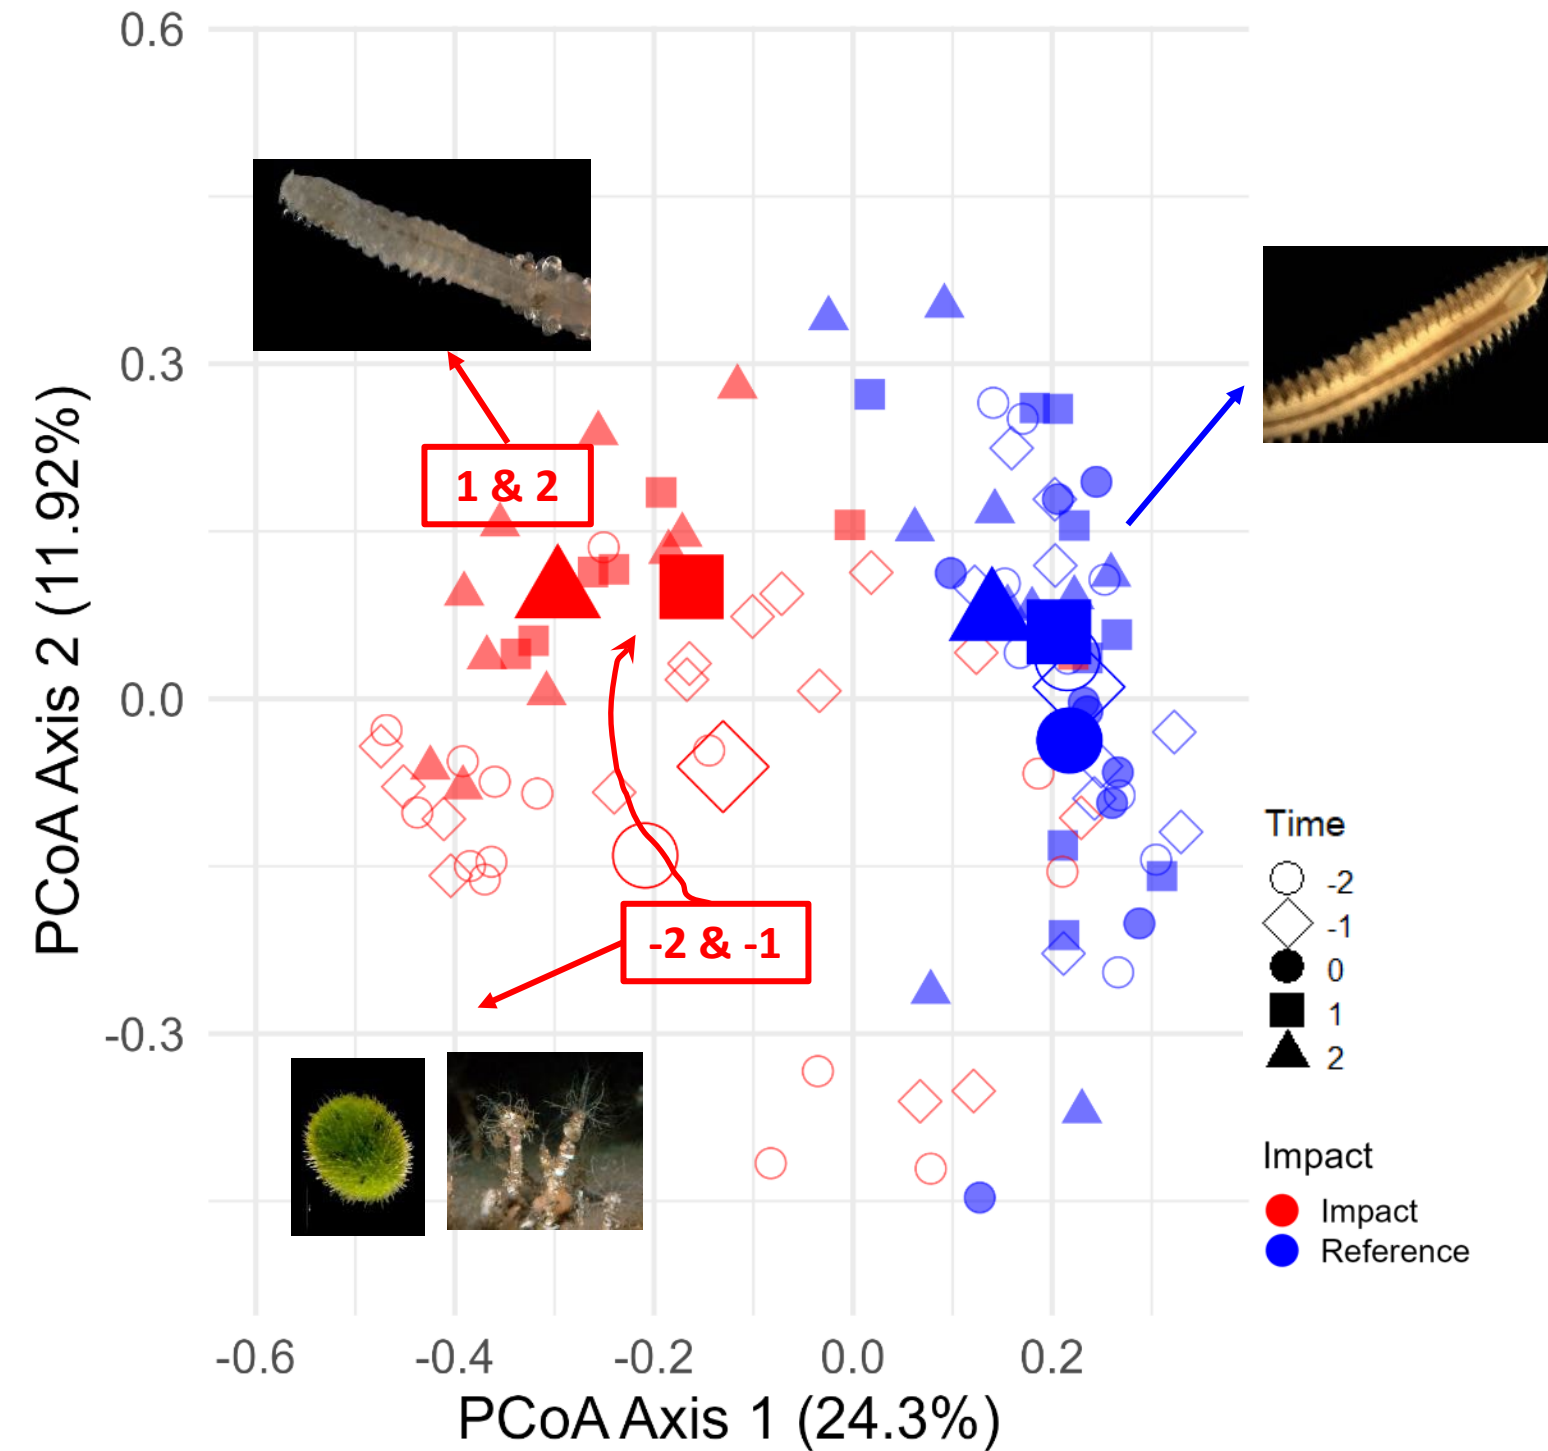 0.6
0.3
0.0
-0.3
PCoA Axis 2 (11.92%)
1 & 2
-2 & -1
-0.6
-0.4
-0.2
0.0
0.2
PCoA Axis 1 (24.3%)
Time
-2
-1
0
1
2
Impact
Impact
Reference